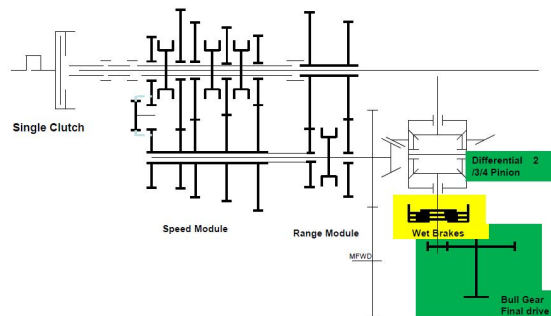 Single Clutch
Differential 2
/3/4 Pinion
Speed Module
Range Module
Wet Brakes
MFWD
Bull Gear
Final drive